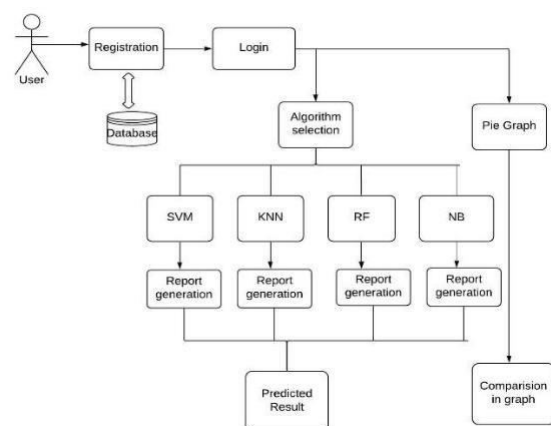 User
Registration
Login
Database
Algorithm
selection
Pie Graph
SVM
KNN
RF
NB
Report
generation
Report
generation
Report
generation
Report
generation
Predicted
Result
Comparision
in graph